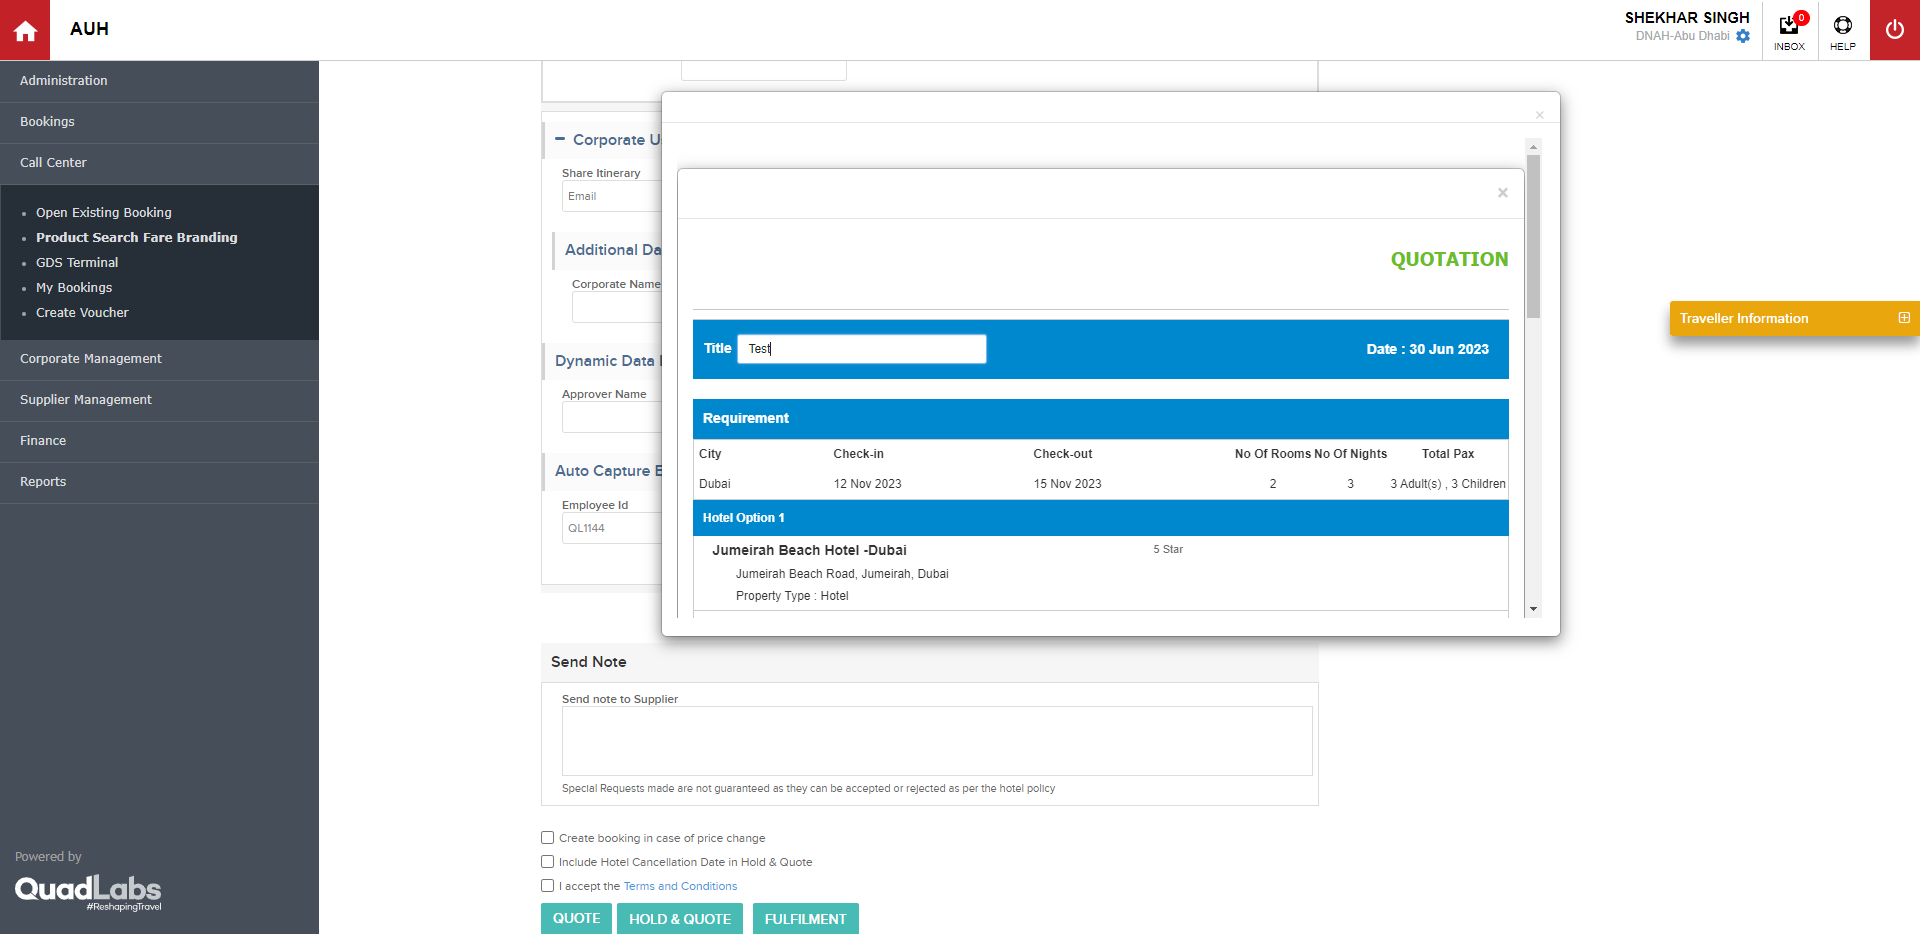 AUH
SHEKHAR SINGH
DNAH-Abu Dhabi
0
INBOX
HELP
Administration
Bookings
Call Center
Open Existing Booking
Product Search Fare Branding
GDS Terminal
My Bookings
Create Voucher
Corporate Management
Supplier Management
Finance
Reports
Powered by
QuadLabs
#ReshapingTravel
Corporate U
Share Itinerary
Email
Additional Da
Corporate Name
Dynamic Data
Approver Name
Auto Capture E
Employee Id
QL1144
×
×
QUOTATION
Title Test Date : 30 Jun 2023
Requirement
City Check-in Check-out No Of Rooms No Of Nights Total Pax
Dubai 12 Nov 2023 15 Nov 2023 2 3 3 Adult(s) , 3 Children
Hotel Option 1
Jumeirah Beach Hotel -Dubai 5 Star
Jumeirah Beach Road, Jumeirah, Dubai
Property Type : Hotel
Traveller Information
Send Note
Send note to Supplier
Special Requests made are not guaranteed as they can be accepted or rejected as per the hotel policy
Create booking in case of price change
Include Hotel Cancellation Date in Hold & Quote
I accept the Terms and Conditions
QUOTE HOLD & QUOTE FULFILMENT